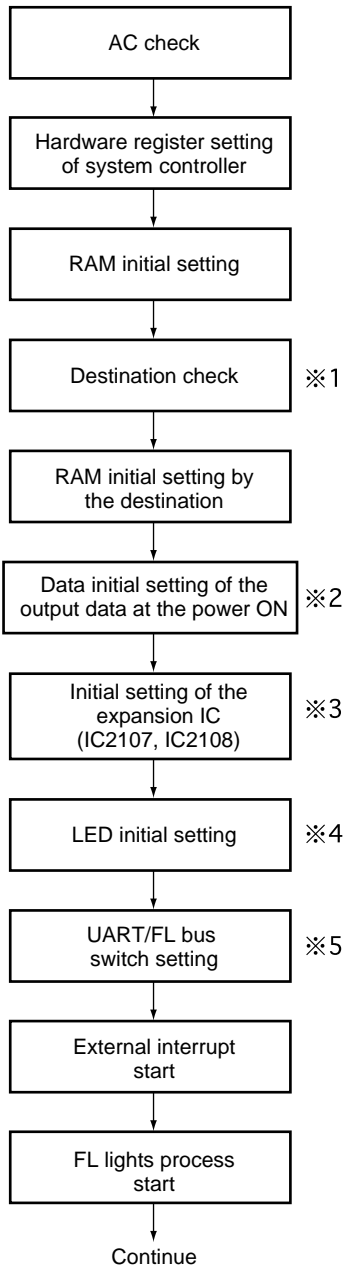 AC check
Hardware register setting
of system controller
RAM initial setting
Destination check ※1
RAM initial setting by
the destination
Data initial setting of the
output data at the power ON ※2
Initial setting of the
expansion IC ※3
(IC2107, IC2108)
LED initial setting ※4
UART/FL bus
switch setting ※5
External interrupt
start
FL lights process
start
Continue